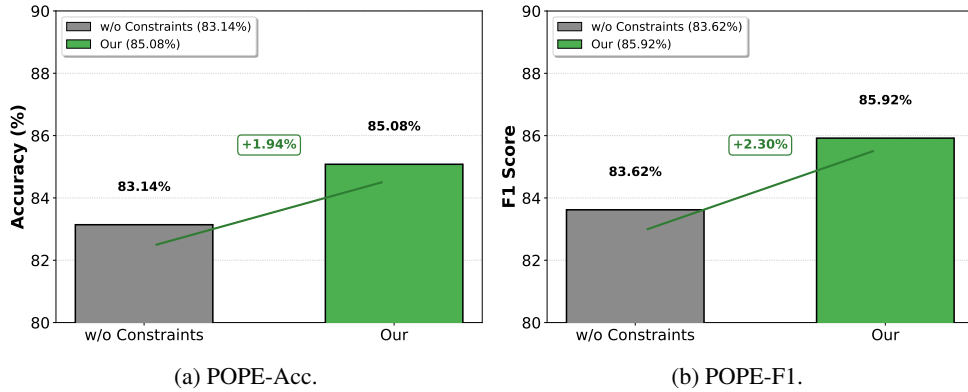 90
88
86
84
82
80
Accuracy (%)
w/o Constraints (83.14%)
Our (85.08%)
83.14%
+1.94%
85.08%
w/o Constraints
Our
(a) POPE-Acc.
90
88
86
84
82
80
F1 Score
w/o Constraints (83.62%)
Our (85.92%)
83.62%
+2.30%
85.92%
w/o Constraints
Our
(b) POPE-F1.